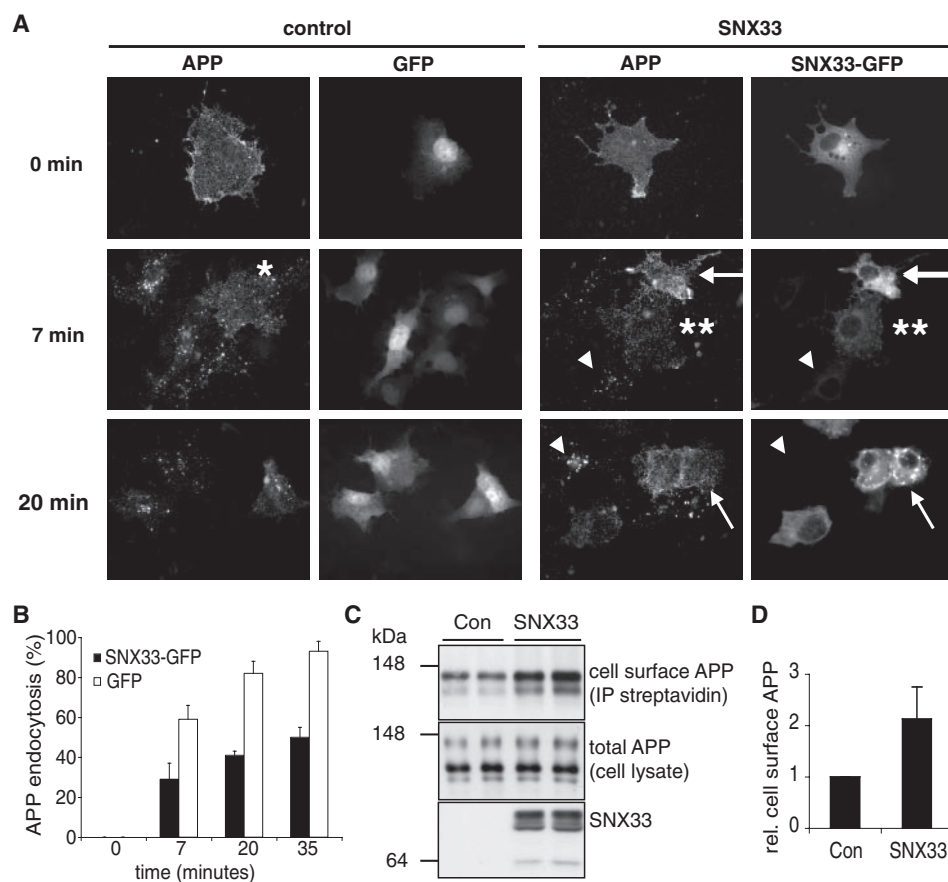 A
control SNX33
APP GFP APP SNX33-GFP
0 min
7 min
* ** **
20 min
B
APP endocytosis (%)
100
80
60
40
20
0
SNX33-GFP
GFP
0 7 20 35
time (minutes)
C
Con SNX33
kDa
148
cell surface APP
(IP streptavidin)
148
total APP
(cell lysate)
SNX33
64
D
rel. cell surface APP
3
2
1
0
Con SNX33